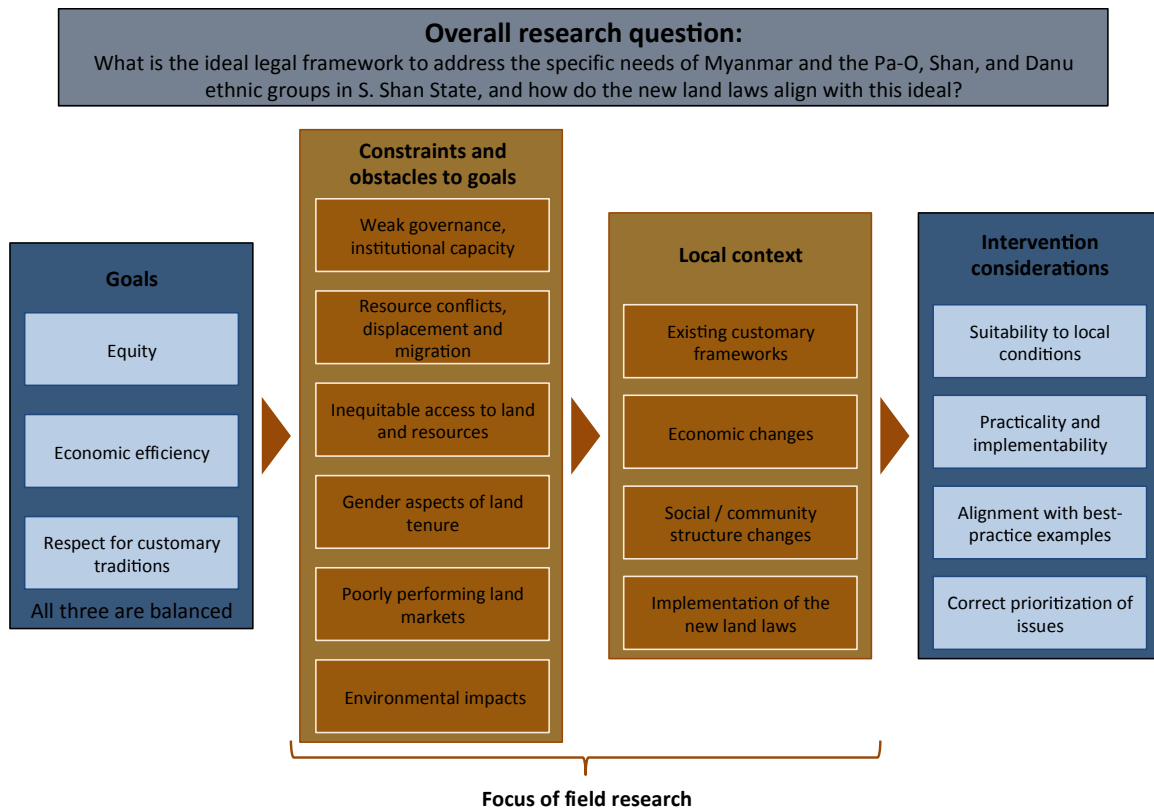 Overall research question:
What is the ideal legal framework to address the specific needs of Myanmar and the Pa-O, Shan, and Danu
ethnic groups in S. Shan State, and how do the new land laws align with this ideal?
Goals
Equity
Economic efficiency
Respect for customary
traditions
All three are balanced
Constraints and
obstacles to goals
Weak governance,
institutional capacity
Resource conflicts,
displacement and
migration
Inequitable access to land
and resources
Gender aspects of land
tenure
Poorly performing land
markets
Environmental impacts
Local context
Existing customary
frameworks
Economic changes
Social / community
structure changes
Implementation of the
new land laws
Intervention
considerations
Suitability to local
conditions
Practicality and
implementability
Alignment with best-
practice examples
Correct prioritization of
issues
Focus of field research